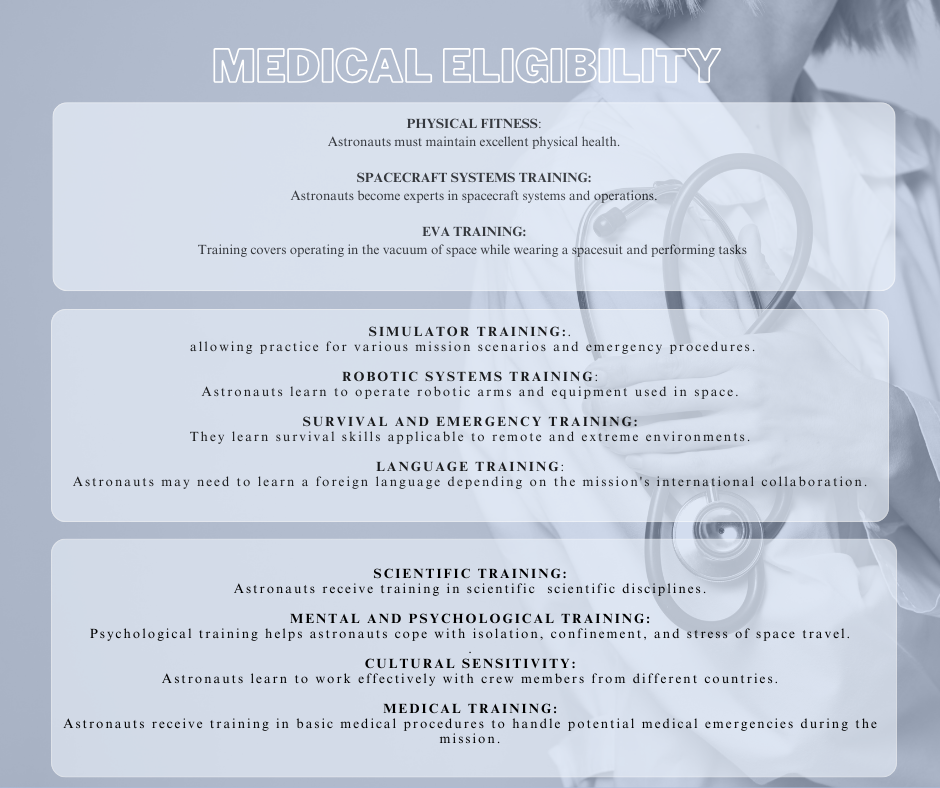 MEDICAL ELIGIBILITY
PHYSICAL FITNESS:
Astronauts must maintain excellent physical health.
SPACECRAFT SYSTEMS TRAINING:
Astronauts become experts in spacecraft systems and operations.
EVA TRAINING:
Training covers operating in the vacuum of space while wearing a spacesuit and performing tasks
SIMULATOR TRAINING:.
allowing practice for various mission scenarios and emergency procedures.
ROBOTIC SYSTEMS TRAINING:
Astronauts learn to operate robotic arms and equipment used in space.
SURVIVAL AND EMERGENCY TRAINING:
They learn survival skills applicable to remote and extreme environments.
LANGUAGE TRAINING:
Astronauts may need to learn a foreign language depending on the mission's international collaboration.
SCIENTIFIC TRAINING:
Astronauts receive training in scientific  scientific disciplines.
MENTAL AND PSYCHOLOGICAL TRAINING:
Psychological training helps astronauts cope with isolation, confinement, and stress of space travel.
.
CULTURAL SENSITIVITY:
Astronauts learn to work effectively with crew members from different countries.
MEDICAL TRAINING:
Astronauts receive training in basic medical procedures to handle potential medical emergencies during the
mission.